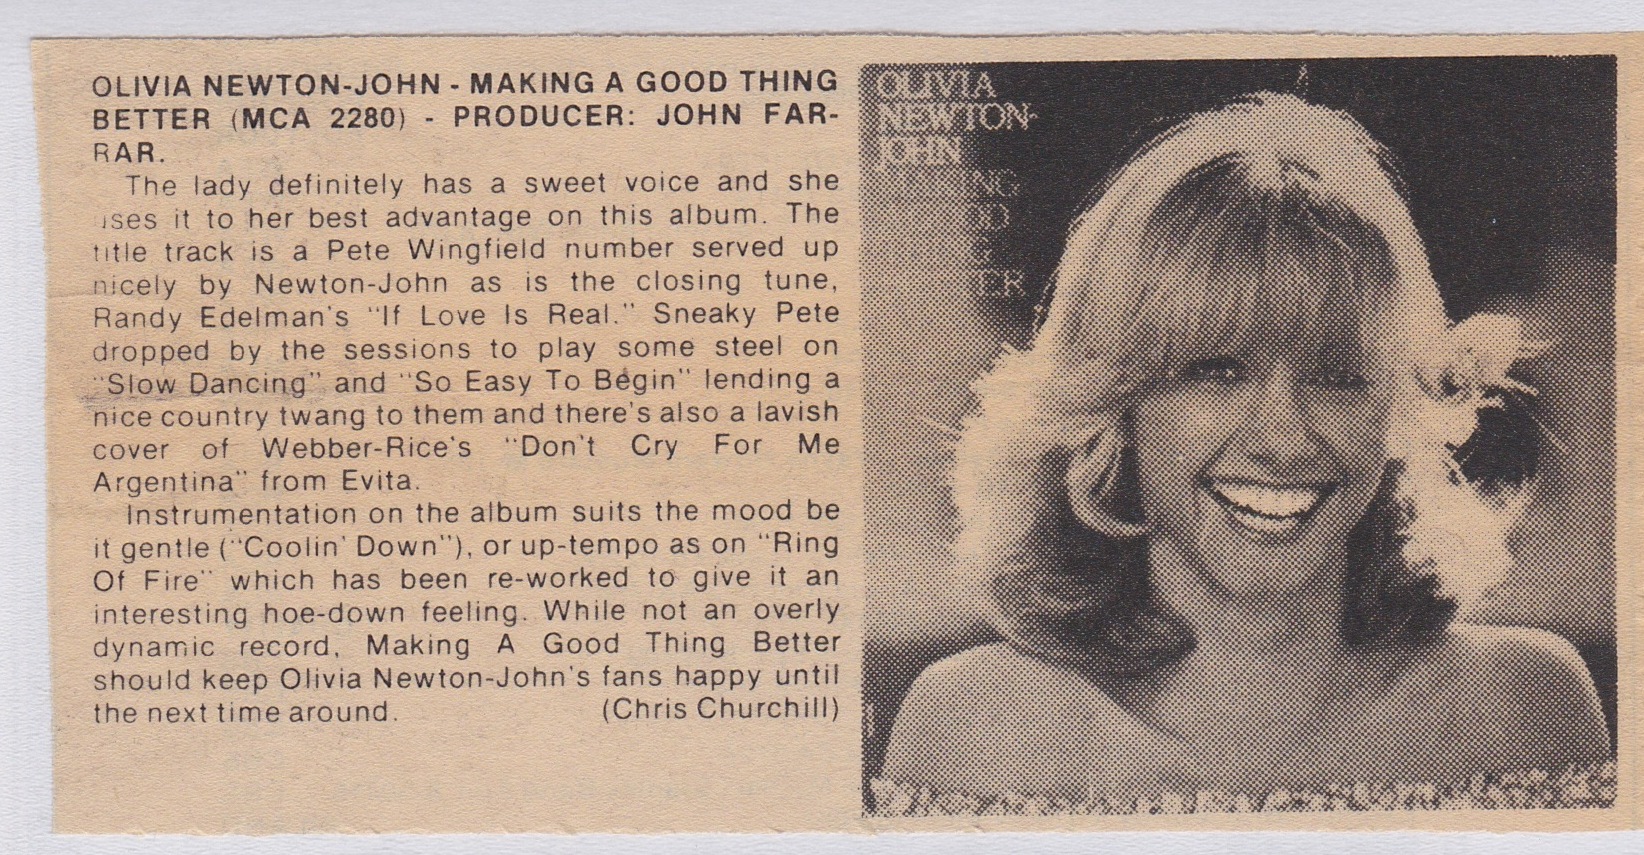 OLIVIA NEWTON-JOHN - MAKING A GOOD THING
BETTER (MCA 2280) - PRODUCER: JOHN FAR-
RAR.
The lady definitely has a sweet voice and she
uses it to her best advantage on this album. The
title track is a Pete Wingfield number served up
nicely by Newton-John as is the closing tune,
Randy Edelman's "If Love Is Real." Sneaky Pete
dropped by the sessions to play some steel on
"Slow Dancing" and "So Easy To Begin" lending a
nice country twang to them and there's also a lavish
cover of Webber-Rice's "Don't Cry For Me
Argentina" from Evita.
Instrumentation on the album suits the mood be
it gentle ("Coolin' Down"), or up-tempo as on "Ring
Of Fire" which has been re-worked to give it an
interesting hoe-down feeling. While not an overly
dynamic record, Making A Good Thing Better
should keep Olivia Newton-John's fans happy until
the next time around. (Chris Churchill)
OLIVIA
NEWTON-
JOHN